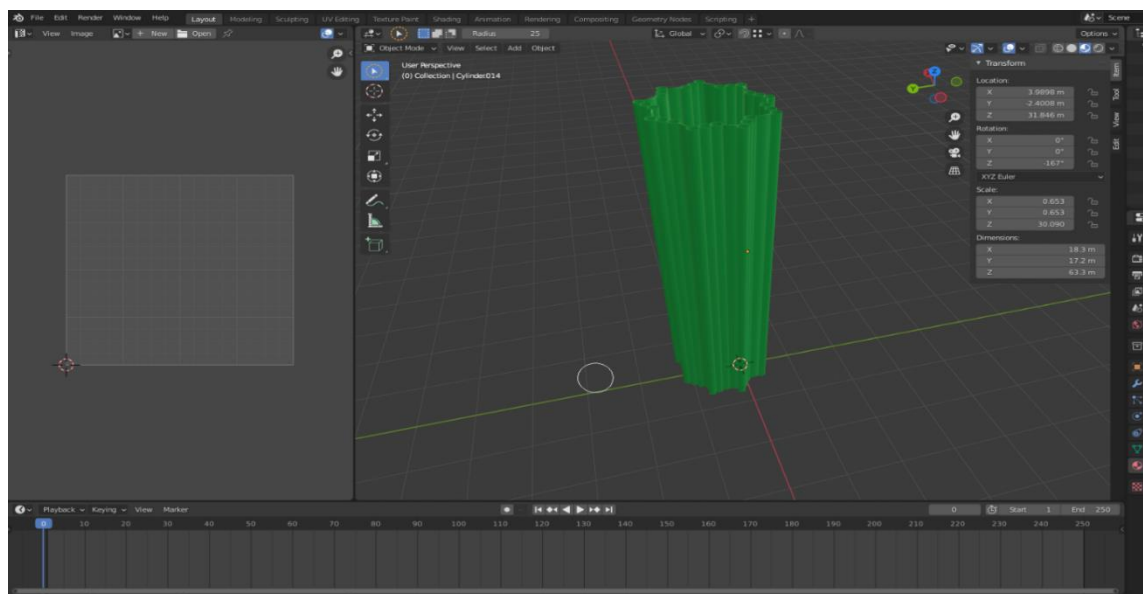 File Edit Render Window Help Layout Modeling Sculpting UV Editing Texture Paint Shading Animation Rendering Compositing Geometry Nodes Scripting + Scene
View Image + New Open Radius 25 Global Options
Object Mode View Select Add Object
User Perspective
(0) Collection | Cylinder.014
Transform
Location:
X 3.9898 m
Y -2.4008 m
Z 31.846 m
Rotation:
X 0°
Y 0°
Z -167°
XYZ Euler
Scale:
X 0.653
Y 0.653
Z 30.090
Dimensions:
X 18.3 m
Y 17.2 m
Z 63.3 m
Item
Tool
View
Edit
Playback Keying View Marker 0 Start 1 End 250
0 10 20 30 40 50 60 70 80 90 100 110 120 130 140 150 160 170 180 190 200 210 220 230 240 250